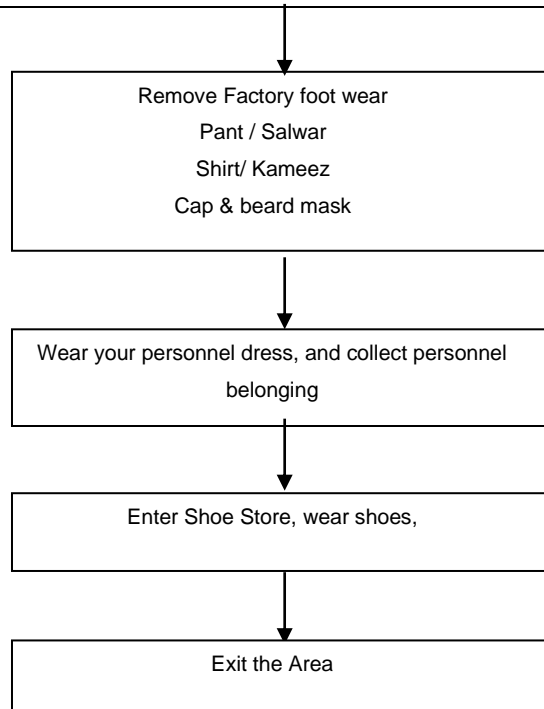 Remove Factory foot wear
Pant / Salwar
Shirt/ Kameez
Cap & beard mask
Wear your personnel dress, and collect personnel
belonging
Enter Shoe Store, wear shoes,
Exit the Area